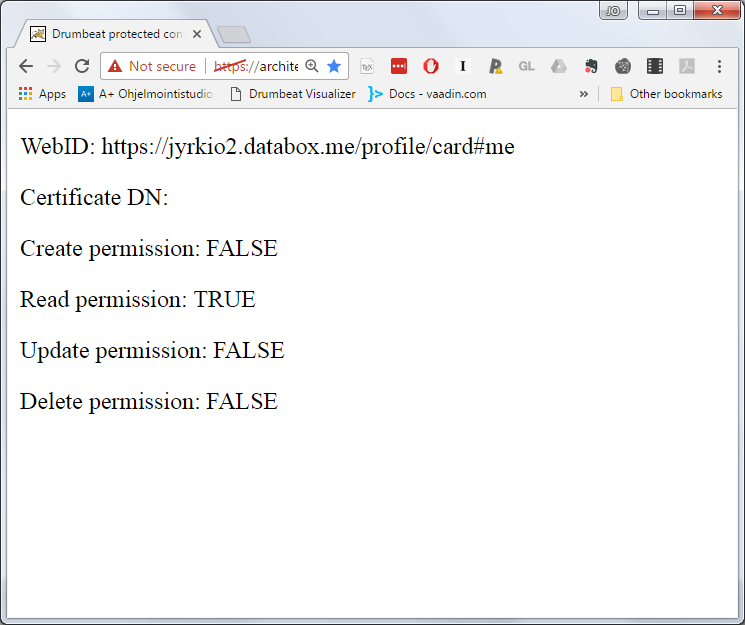 JO
Drumbeat protected con
Not secure https://archite
GL
Apps A+ A+ Ohjelmointistudio Drumbeat Visualizer Docs - vaadin.com » Other bookmarks
WebID: https://jyrkio2.databox.me/profile/card#me
Certificate DN:
Create permission: FALSE
Read permission: TRUE
Update permission: FALSE
Delete permission: FALSE